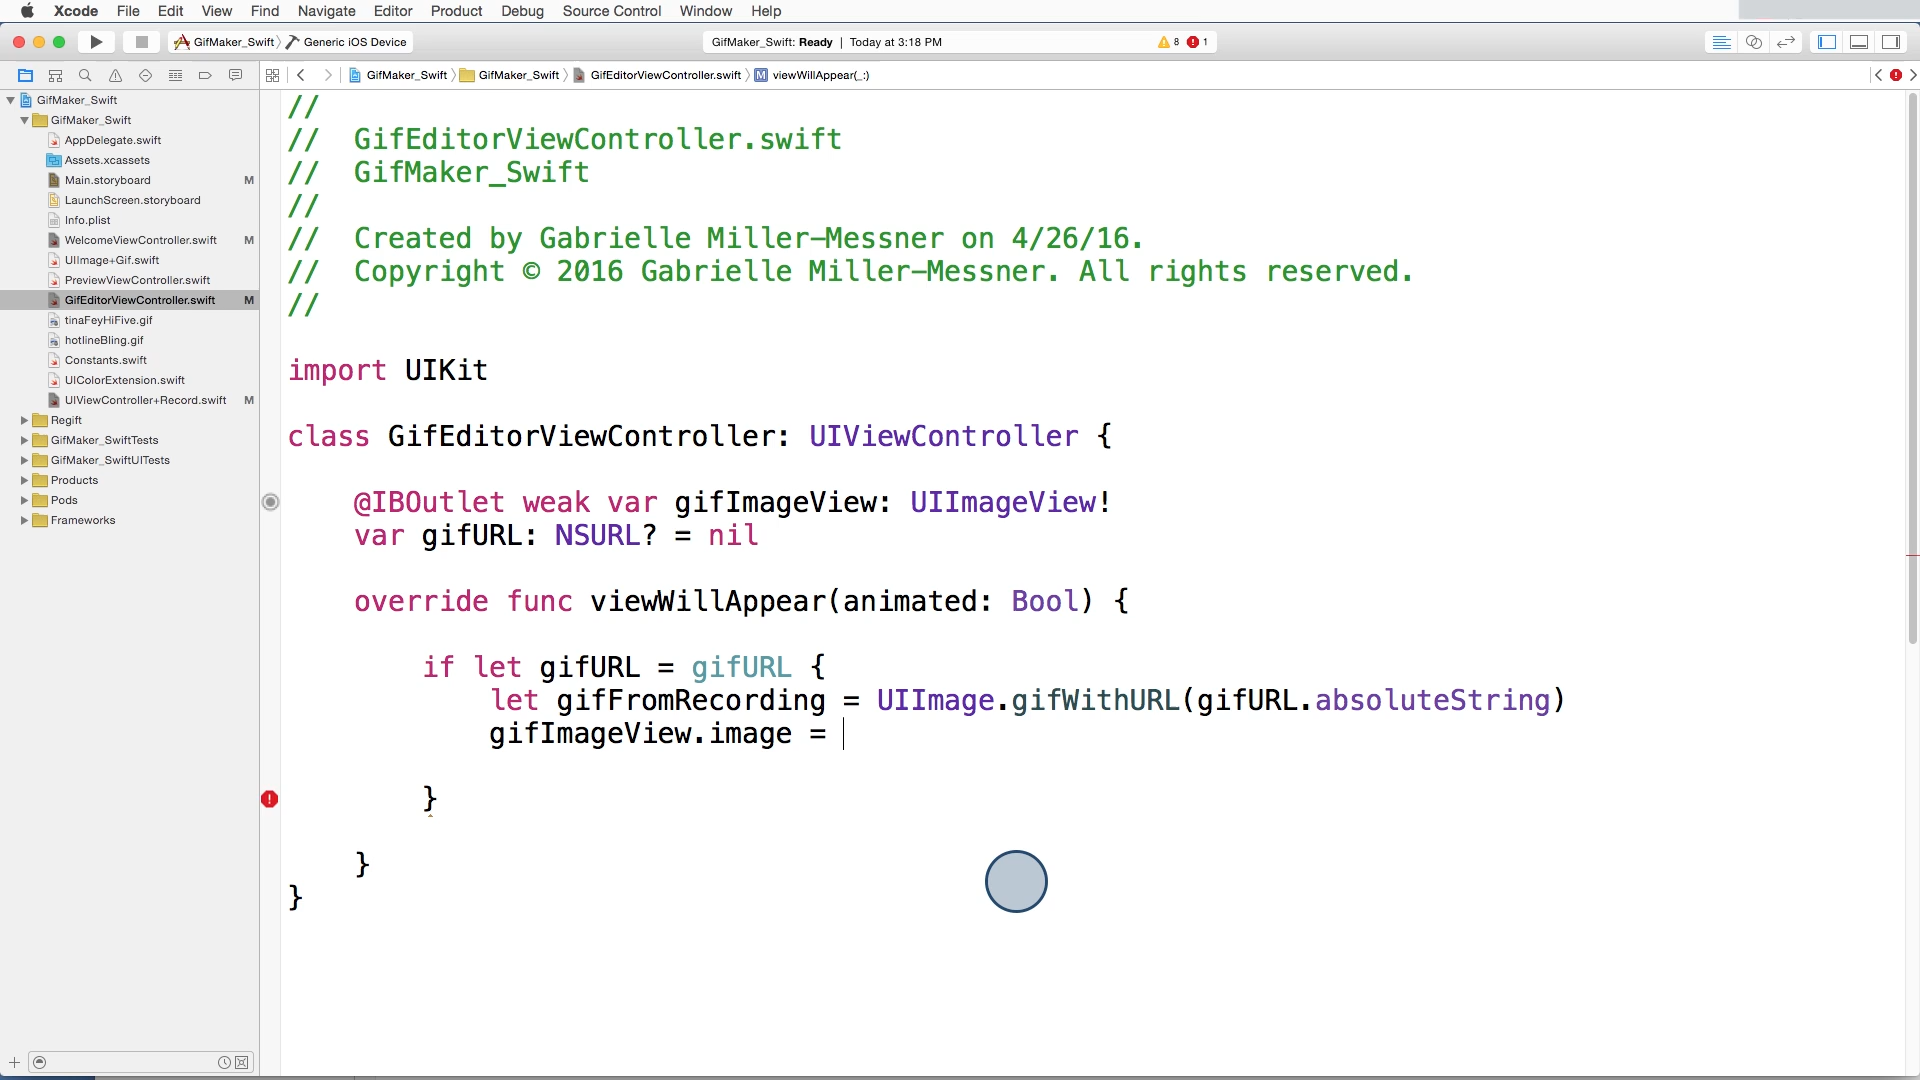 Xcode File Edit View Find Navigate Editor Product Debug Source Control Window Help
GifMaker_Swift Generic iOS Device
GifMaker_Swift: Ready | Today at 3:18 PM 8 1
GifMaker_Swift GifMaker_Swift GifEditorViewController.swift M viewWillAppear(_:)
GifMaker_Swift
GifMaker_Swift
AppDelegate.swift
Assets.xcassets
Main.storyboard M
LaunchScreen.storyboard
Info.plist
WelcomeViewController.swift M
UIImage+Gif.swift
PreviewViewController.swift
GifEditorViewController.swift M
tinaFeyHiFive.gif
hotlineBling.gif
Constants.swift
UIColorExtension.swift
UIViewController+Record.swift M
Regift
GifMaker_SwiftTests
GifMaker_SwiftUITests
Products
Pods
Frameworks
//
// GifEditorViewController.swift
// GifMaker_Swift
//
// Created by Gabrielle Miller-Messner on 4/26/16.
// Copyright © 2016 Gabrielle Miller-Messner. All rights reserved.
//
import UIKit
class GifEditorViewController: UIViewController {
@IBOutlet weak var gifImageView: UIImageView!
var gifURL: NSURL? = nil
override func viewWillAppear(animated: Bool) {
if let gifURL = gifURL {
let gifFromRecording = UIImage.gifWithURL(gifURL.absoluteString)
gifImageView.image =
}
}
}